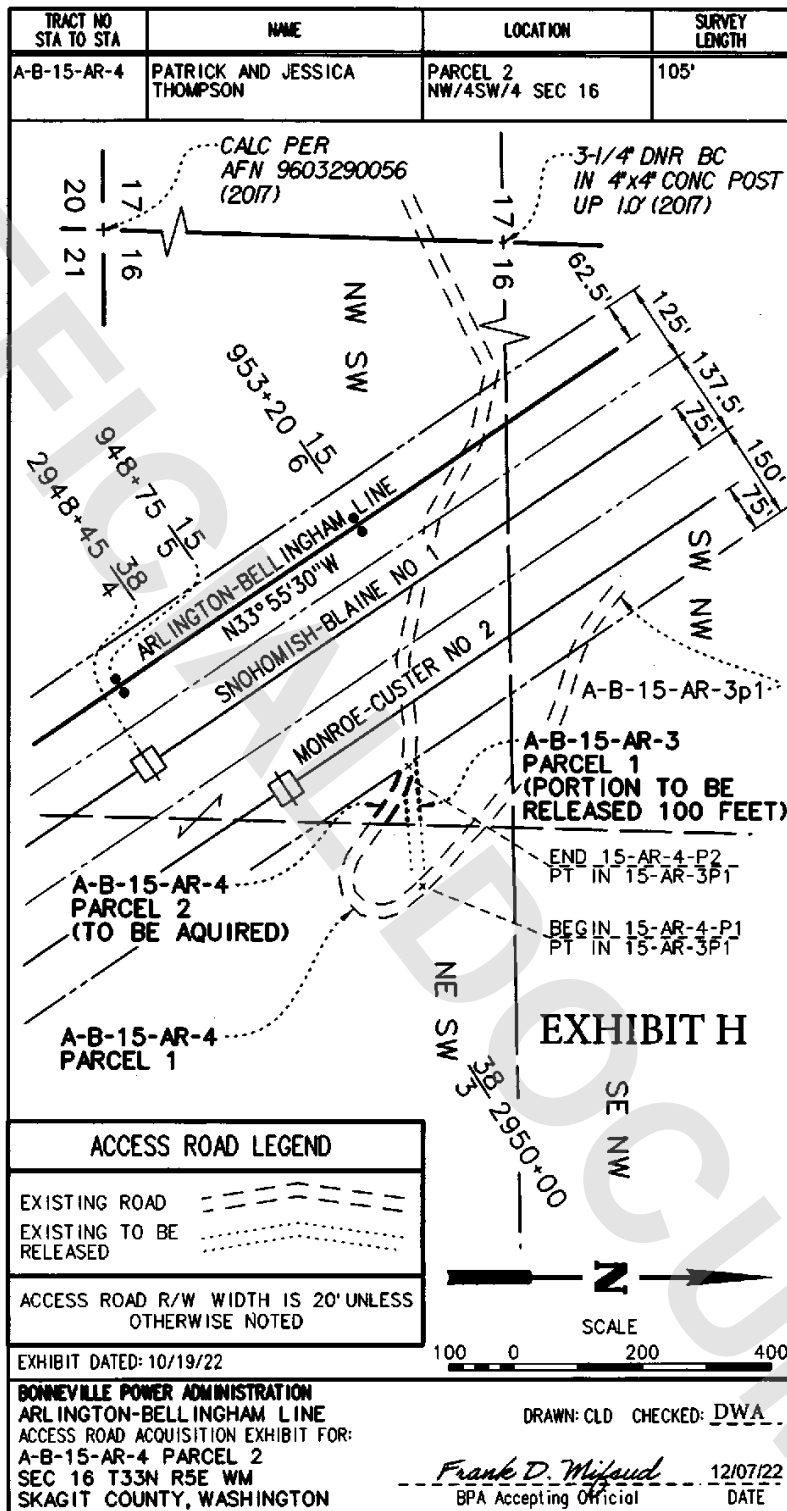 TRACT NO
STA TO STA
NAME
LOCATION
SURVEY
LENGTH
A-B-15-AR-4
PATRICK AND JESSICA
THOMPSON
PARCEL 2
NW/4SW/4 SEC 16
105'
CALC PER
AFN 9603290056
(2017)
3-1/4" DNR BC
IN 4"x4" CONC POST
UP 1.0' (2017)
20 17
21 16
17
16
NW SW
62.5'
125'
137.5'
75'
150'
75'
953+20 15/6
948+75 15/5
2948+45 38/4
ARLINGTON-BELLINGHAM LINE
N33°55'30"W
SNOHOMISH-BLAINE NO 1
MONROE-CUSTER NO 2
SW NW
A-B-15-AR-3p1
A-B-15-AR-3
PARCEL 1
(PORTION TO BE
RELEASED 100 FEET)
END 15-AR-4-P2
PT IN 15-AR-3P1
A-B-15-AR-4
PARCEL 2
(TO BE AQUIRED)
BEGIN 15-AR-4-P1
PT IN 15-AR-3P1
A-B-15-AR-4
PARCEL 1
NE SW
EXHIBIT H
38/3 2950+00
SE NW
ACCESS ROAD LEGEND
EXISTING ROAD
EXISTING TO BE
RELEASED
ACCESS ROAD R/W WIDTH IS 20' UNLESS
OTHERWISE NOTED
N
SCALE
100 0 200 400
EXHIBIT DATED: 10/19/22
BONNEVILLE POWER ADMINISTRATION
ARLINGTON-BELLINGHAM LINE
ACCESS ROAD ACQUISITION EXHIBIT FOR:
A-B-15-AR-4 PARCEL 2
SEC 16 T33N R5E WM
SKAGIT COUNTY, WASHINGTON
DRAWN: CLD CHECKED: DWA
Frank D. Mifsud 12/07/22
BPA Accepting Official DATE